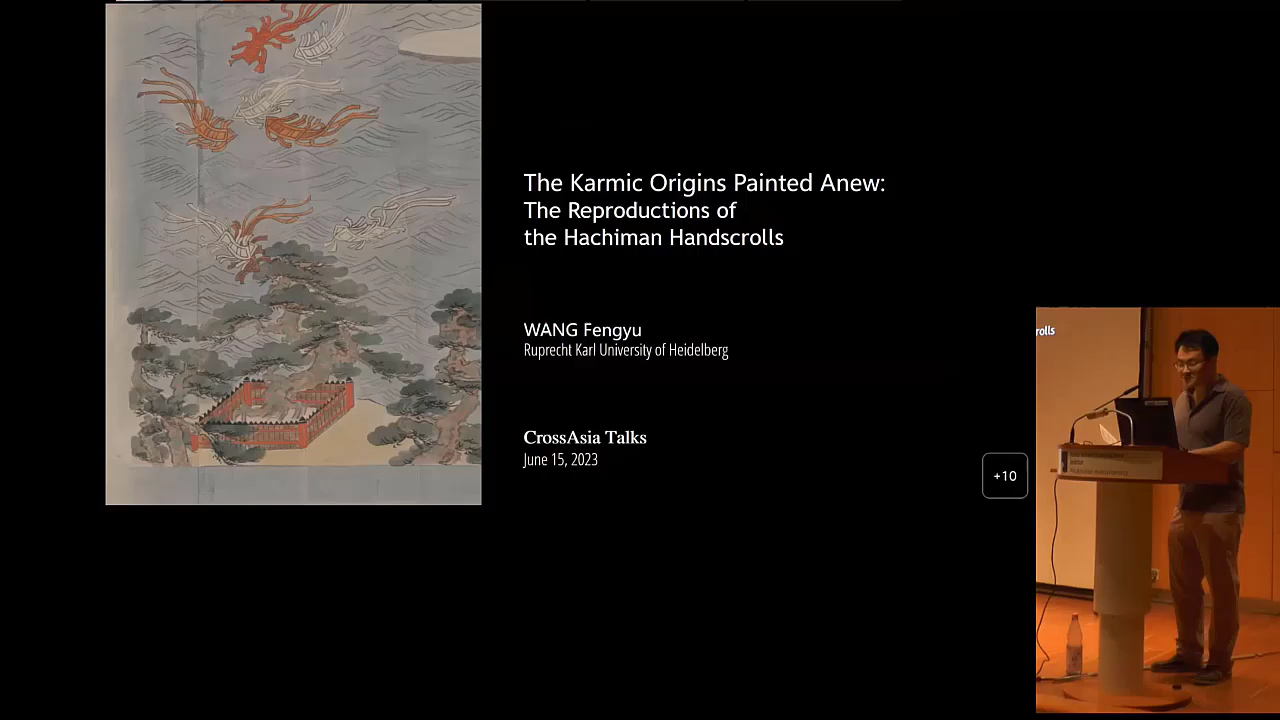 The Karmic Origins Painted Anew:
The Reproductions of
the Hachiman Handscrolls
WANG Fengyu
Ruprecht Karl University of Heidelberg
CrossAsia Talks
June 15, 2023
+10
rolls